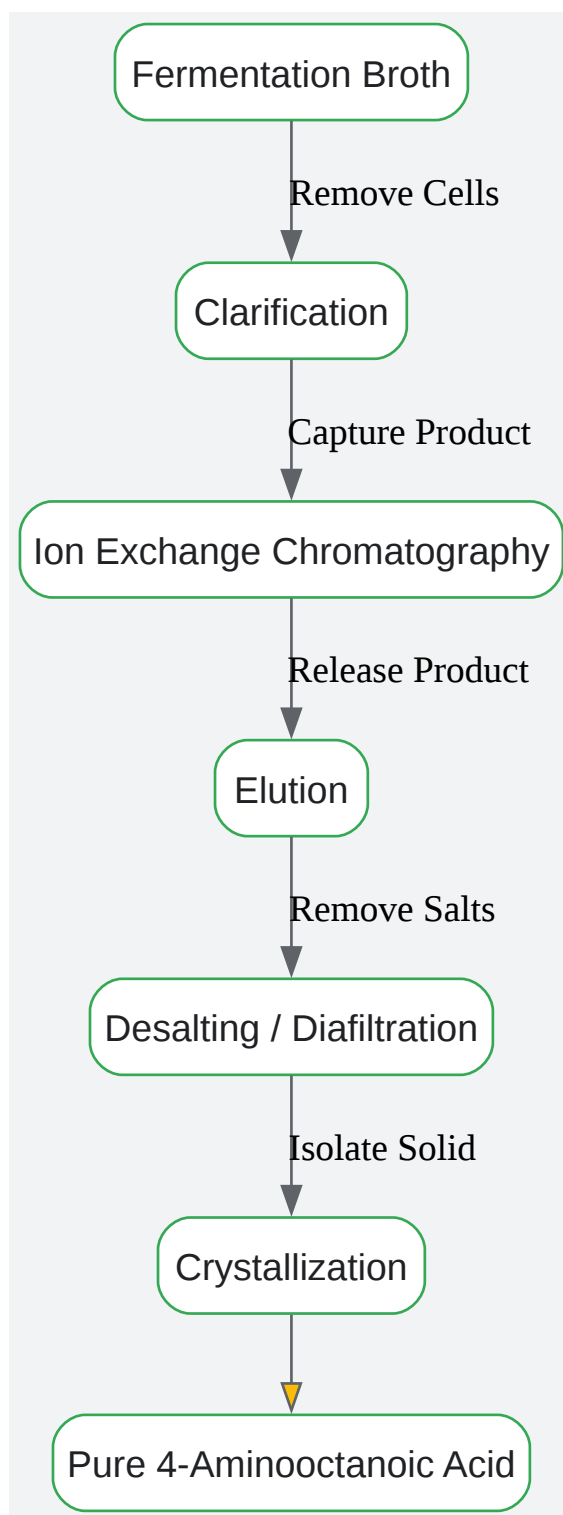 Fermentation Broth
Remove Cells
Clarification
Capture Product
Ion Exchange Chromatography
Release Product
Elution
Remove Salts
Desalting / Diafiltration
Isolate Solid
Crystallization
Pure 4-Aminooctanoic Acid